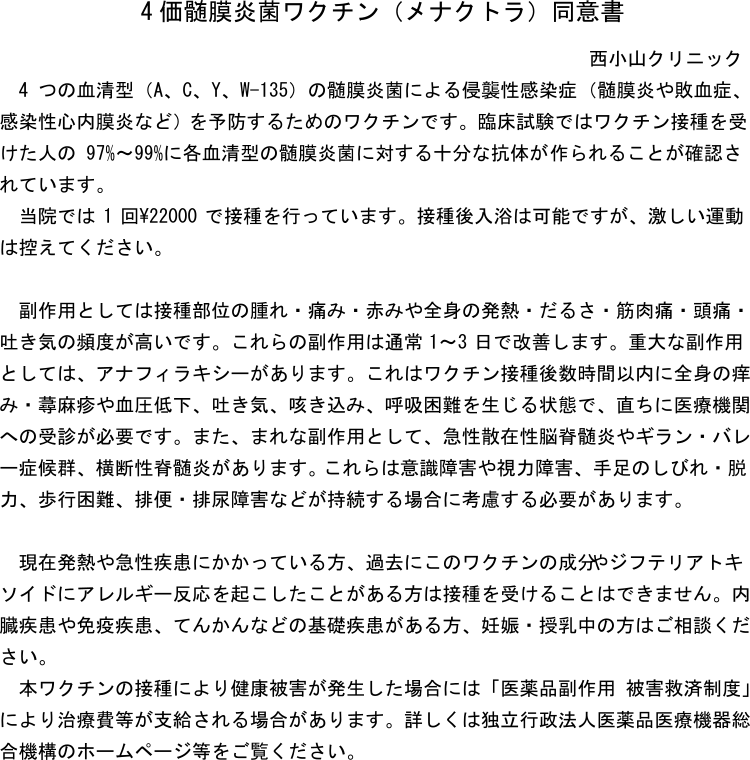 4価髄膜炎菌ワクチン（メナクトラ）同意書
西小山クリニック
4 つの血清型（A、C、Y、W-135）の髄膜炎菌による侵襲性感染症（髄膜炎や敗血症、
感染性心内膜炎など）を予防するためのワクチンです。臨床試験ではワクチン接種を受
けた人の 97%～99%に各血清型の髄膜炎菌に対する十分な抗体が作られることが確認さ
れています。
当院では 1 回¥22000 で接種を行っています。接種後入浴は可能ですが、激しい運動
は控えてください。
副作用としては接種部位の腫れ・痛み・赤みや全身の発熱・だるさ・筋肉痛・頭痛・
吐き気の頻度が高いです。これらの副作用は通常 1～3 日で改善します。重大な副作用
としては、アナフィラキシーがあります。これはワクチン接種後数時間以内に全身の痒
み・蕁麻疹や血圧低下、吐き気、咳き込み、呼吸困難を生じる状態で、直ちに医療機関
への受診が必要です。また、まれな副作用として、急性散在性脳脊髄炎やギラン・バレ
ー症候群、横断性脊髄炎があります。これらは意識障害や視力障害、手足のしびれ・脱
力、歩行困難、排便・排尿障害などが持続する場合に考慮する必要があります。
現在発熱や急性疾患にかかっている方、過去にこのワクチンの成分やジフテリアトキ
ソイドにアレルギー反応を起こしたことがある方は接種を受けることはできません。内
臓疾患や免疫疾患、てんかんなどの基礎疾患がある方、妊娠・授乳中の方はご相談くだ
さい。
本ワクチンの接種により健康被害が発生した場合には「医薬品副作用 被害救済制度」
により治療費等が支給される場合があります。詳しくは独立行政法人医薬品医療機器総
合機構のホームページ等をご覧ください。